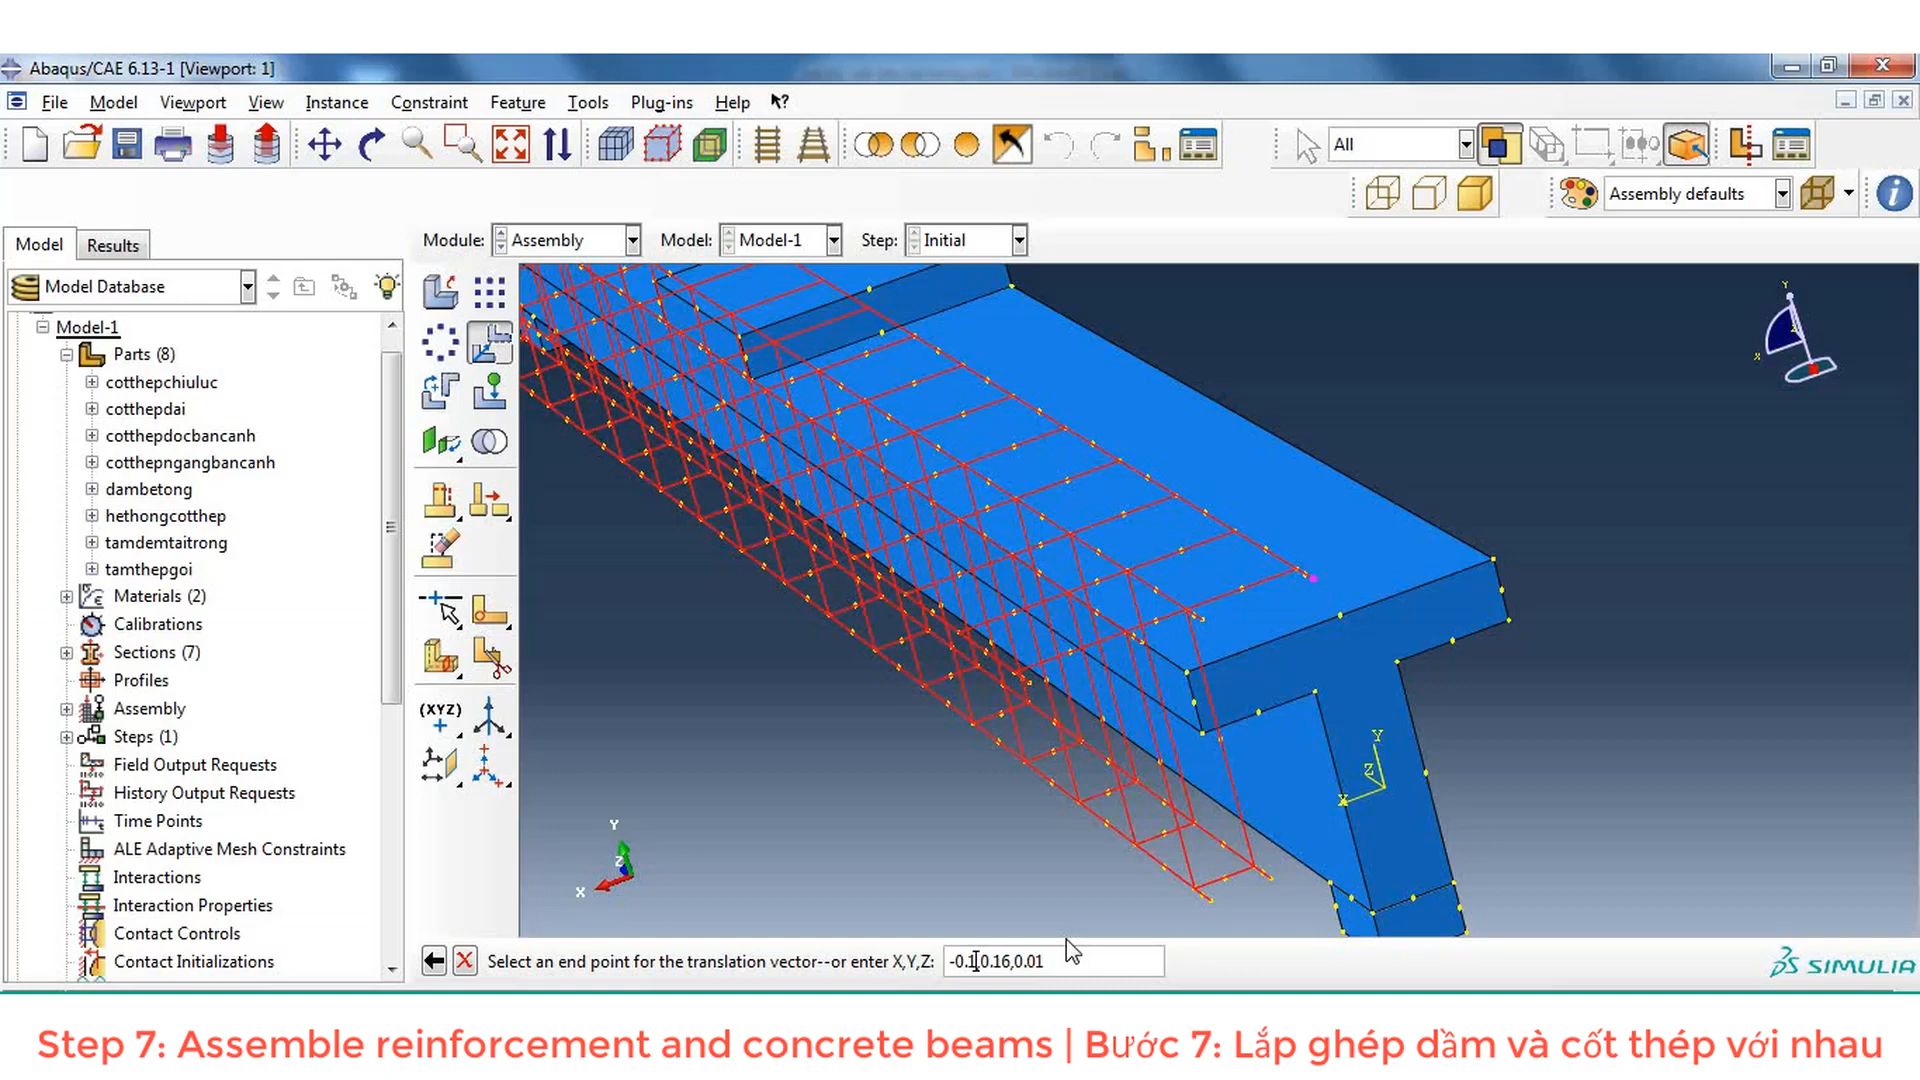 Abaqus/CAE 6.13-1 [Viewport: 1]
File Model Viewport View Instance Constraint Feature Tools Plug-ins Help ?
All
Assembly defaults
Model Results
Module: Assembly Model: Model-1 Step: Initial
Model Database
Model-1
Parts (8)
cotthepchiuluc
cotthepdai
cotthepdocbancanh
cotthepngangbancanh
dambetong
hethongcotthep
tamdemtaitrong
tamthepgoi
Materials (2)
Calibrations
Sections (7)
Profiles
Assembly
Steps (1)
Field Output Requests
History Output Requests
Time Points
ALE Adaptive Mesh Constraints
Interactions
Interaction Properties
Contact Controls
Contact Initializations
(XYZ)
Y
X
Y
Z
X
Y
Z
X
Select an end point for the translation vector--or enter X,Y,Z: -0.1,0.16,0.01
SIMULIA
Step 7: Assemble reinforcement and concrete beams | Bước 7: Lắp ghép dầm và cốt thép với nhau